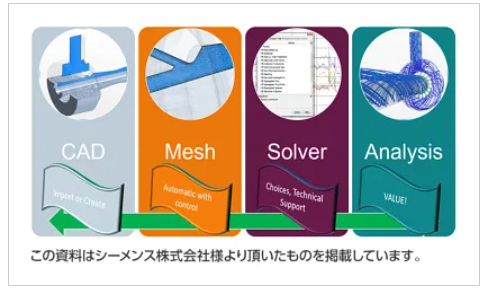 CAD
Mesh
Solver
Analysis
Import or Create
Automatic with
control
Choices, Technical
Support
VALUE!
この資料はシーメンス株式会社様より頂いたものを掲載しています。